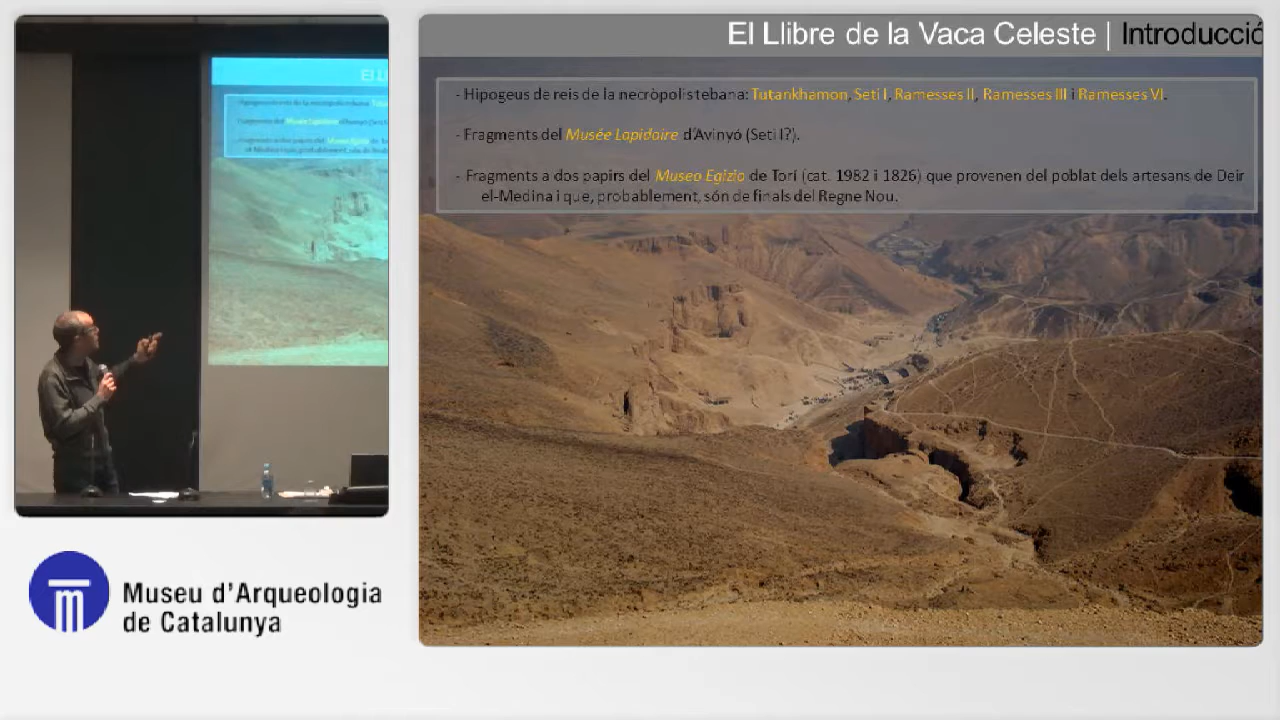 El Llibre de la Vaca Celeste | Introducció
- Hipogeus de reis de la necròpolis tebana: Tutankhamon, Seti I, Ramesses II, Ramesses III i Ramesses VI.
- Fragments del Musée Lapidaire d'Avinyó (Seti I?).
- Fragments a dos papirs del Museo Egizio de Torí (cat. 1982 i 1826) que provenen del poblat dels artesans de Deir
el-Medina i que, probablement, són de finals del Regne Nou.
El Ll
Museu d'Arqueologia
de Catalunya